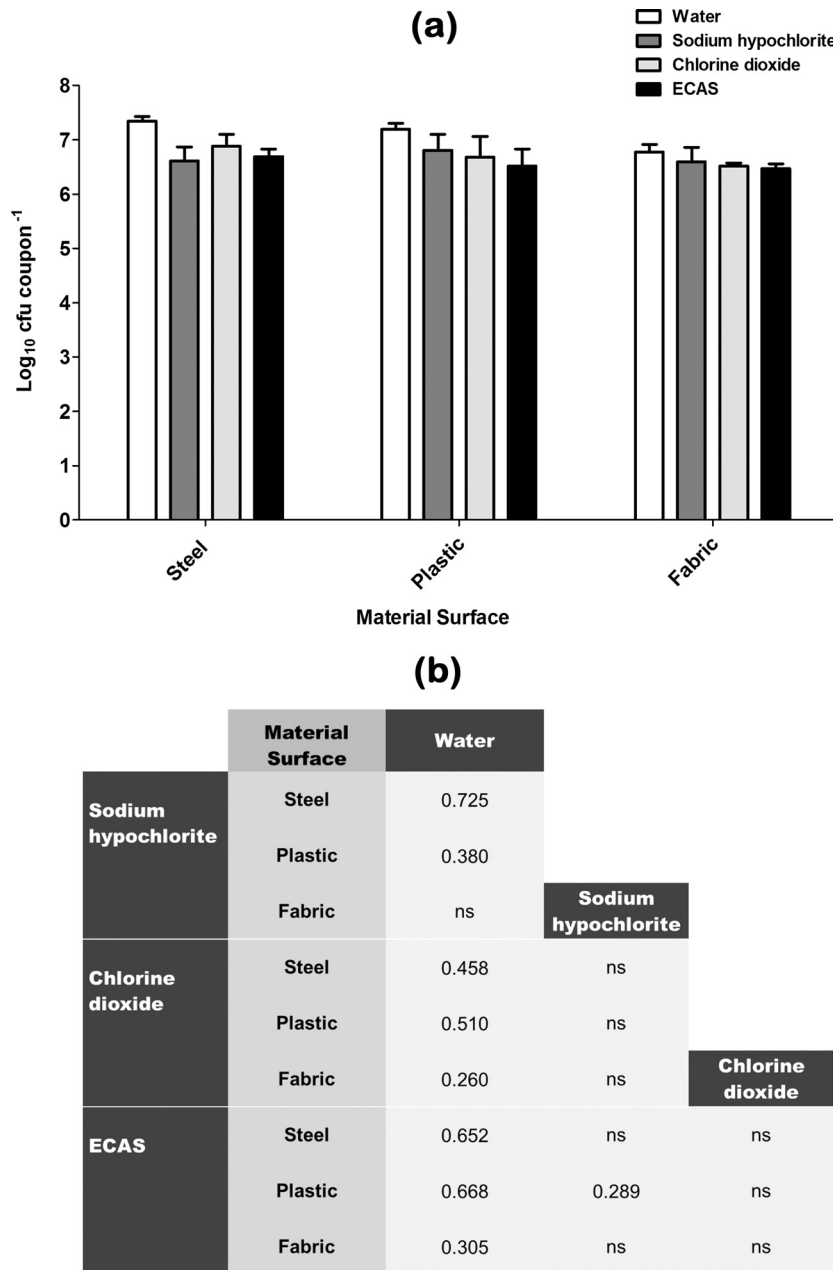 (a)
Water
Sodium hypochlorite
Chlorine dioxide
ECAS
8
7
6
5
4
3
2
1
0
Log₁₀ cfu coupon⁻¹
Steel
Plastic
Fabric
Material Surface
(b)
Material Surface
Water
Sodium hypochlorite
Steel 0.725
Plastic 0.380
Fabric ns
Sodium hypochlorite
Chlorine dioxide
Steel 0.458 ns
Plastic 0.510 ns
Fabric 0.260 ns
Chlorine dioxide
ECAS
Steel 0.652 ns ns
Plastic 0.668 0.289 ns
Fabric 0.305 ns ns